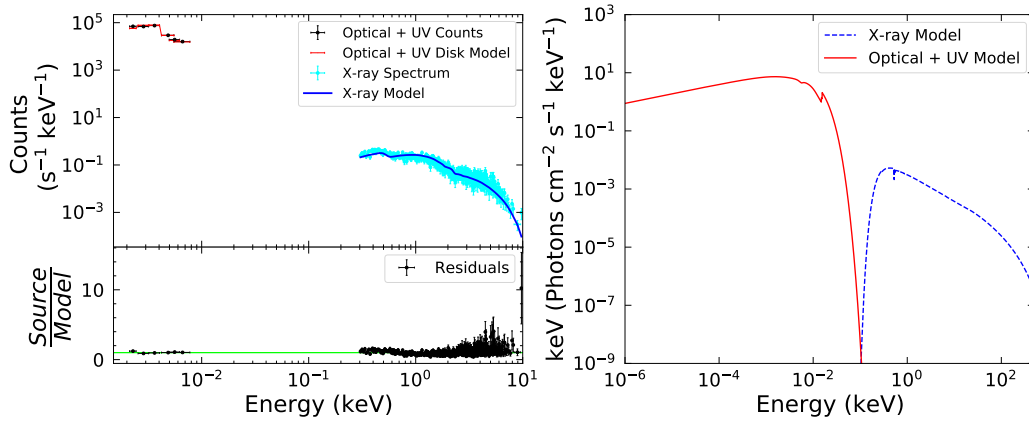 10^5
10^3
10^1
10^-1
10^-3
Counts
(s^-1 keV^-1)
Optical + UV Counts
Optical + UV Disk Model
X-ray Spectrum
X-ray Model
10
0
Source
Model
Residuals
10^-2
10^-1
10^0
10^1
Energy (keV)
10^3
10^1
10^-1
10^-3
10^-5
10^-7
10^-9
keV (Photons cm^-2 s^-1 keV^-1)
X-ray Model
Optical + UV Model
10^-6
10^-4
10^-2
10^0
10^2
Energy (keV)